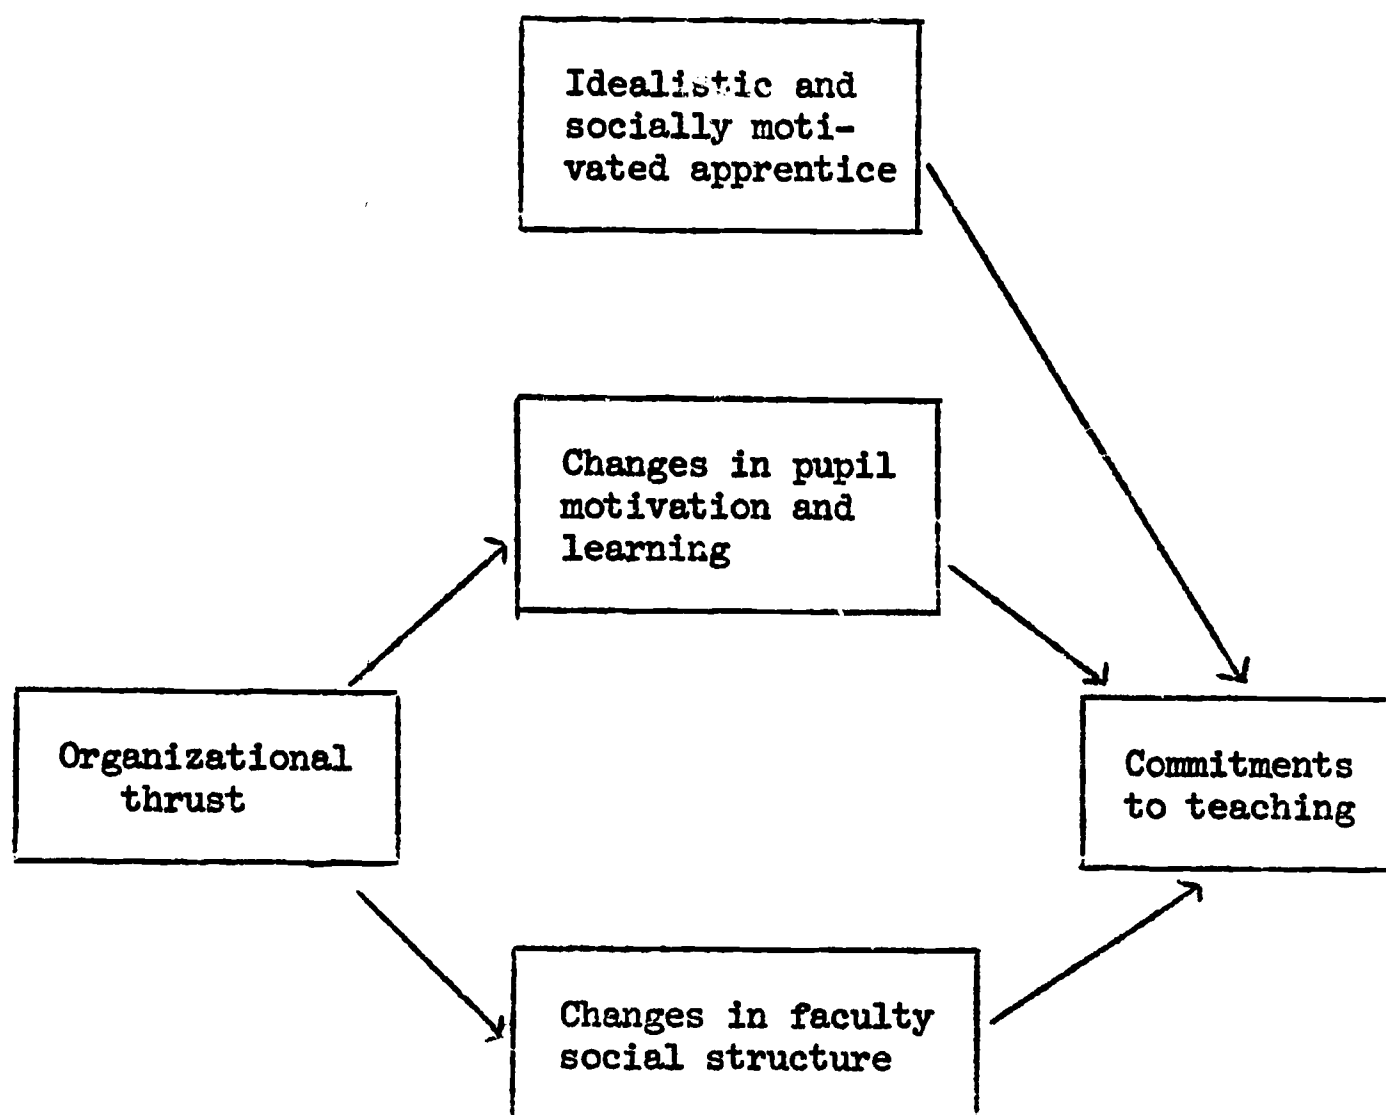 Idealistic and
socially moti-
vated apprentice
Changes in pupil
motivation and
learning
Organizational
thrust
Commitments
to teaching
Changes in faculty
social structure